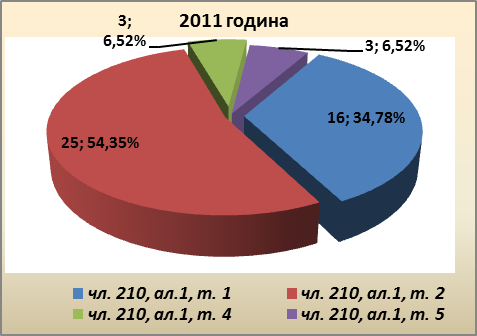 2011 година
3;
6,52%
3; 6,52%
16; 34,78%
25; 54,35%
чл. 210, ал.1, т. 1
чл. 210, ал.1, т. 2
чл. 210, ал.1, т. 4
чл. 210, ал.1, т. 5